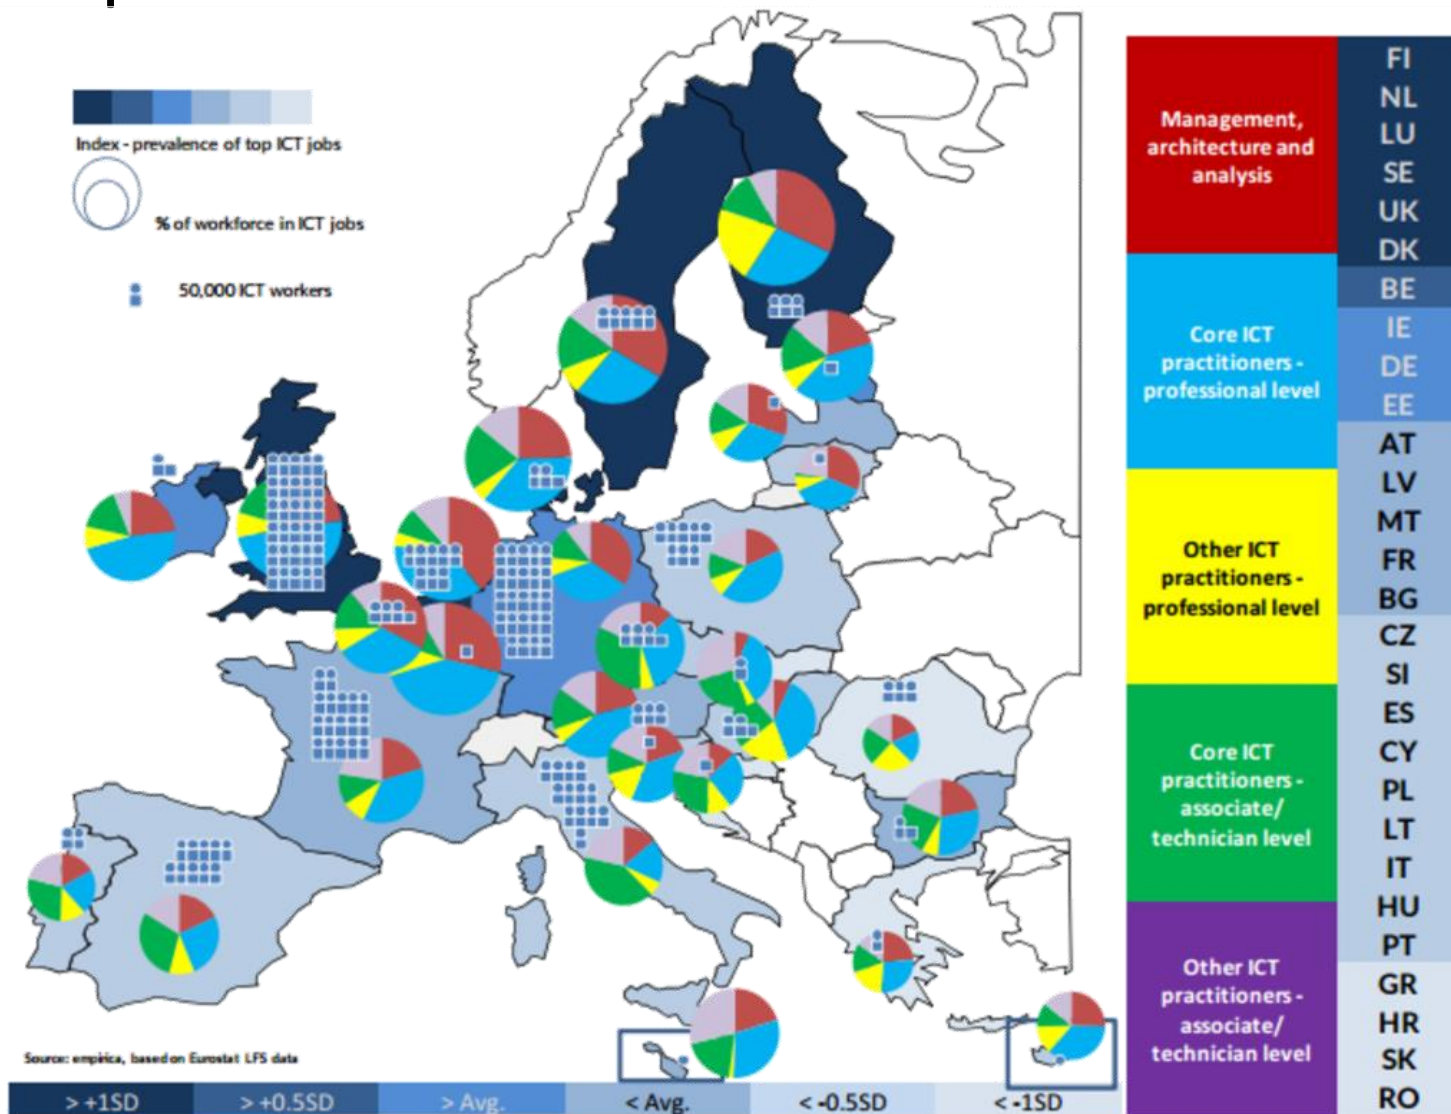 Index - prevalence of top ICT jobs
% of workforce in ICT jobs
50,000 ICT workers
Source: empirica, based on Eurostat LFS data
> +1SD
> +0.5SD
> Avg.
< Avg.
< -0.5SD
< -1SD
Management,
architecture and
analysis
Core ICT
practitioners -
professional level
Other ICT
practitioners -
professional level
Core ICT
practitioners -
associate/
technician level
Other ICT
practitioners -
associate/
technician level
FI
NL
LU
SE
UK
DK
BE
IE
DE
EE
AT
LV
MT
FR
BG
CZ
SI
ES
CY
PL
LT
IT
HU
PT
GR
HR
SK
RO